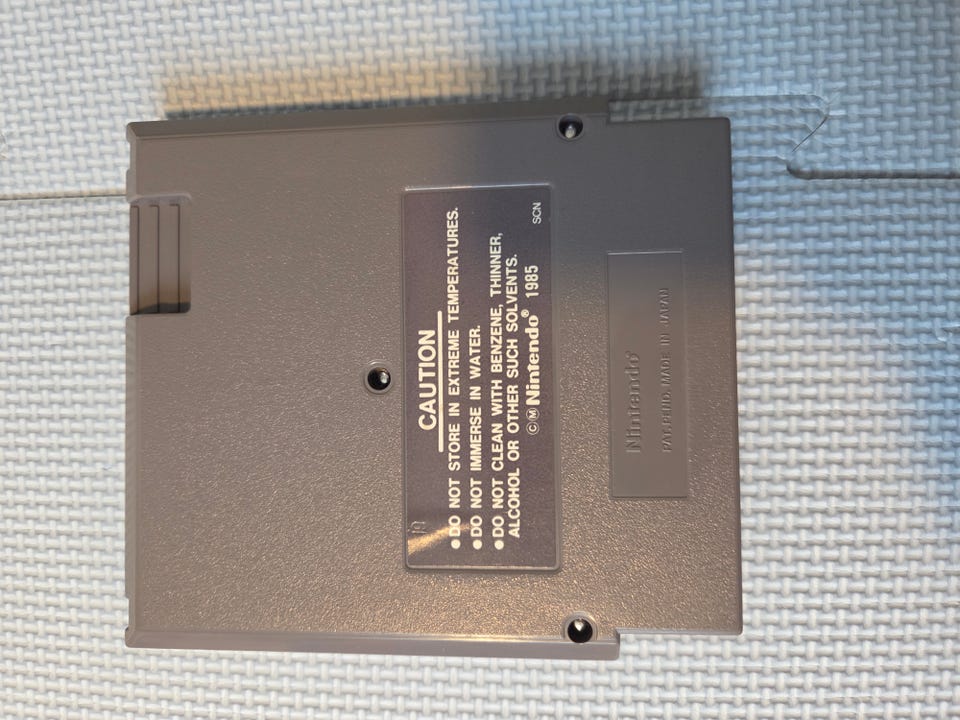 CAUTION
●DO NOT STORE IN EXTREME TEMPERATURES.
●DO NOT IMMERSE IN WATER.
●DO NOT CLEAN WITH BENZENE, THINNER,
ALCOHOL OR OTHER SUCH SOLVENTS.
ⒸⓂNintendo® 1985
SCN
Nintendo®
PAT. PEND. MADE IN JAPAN